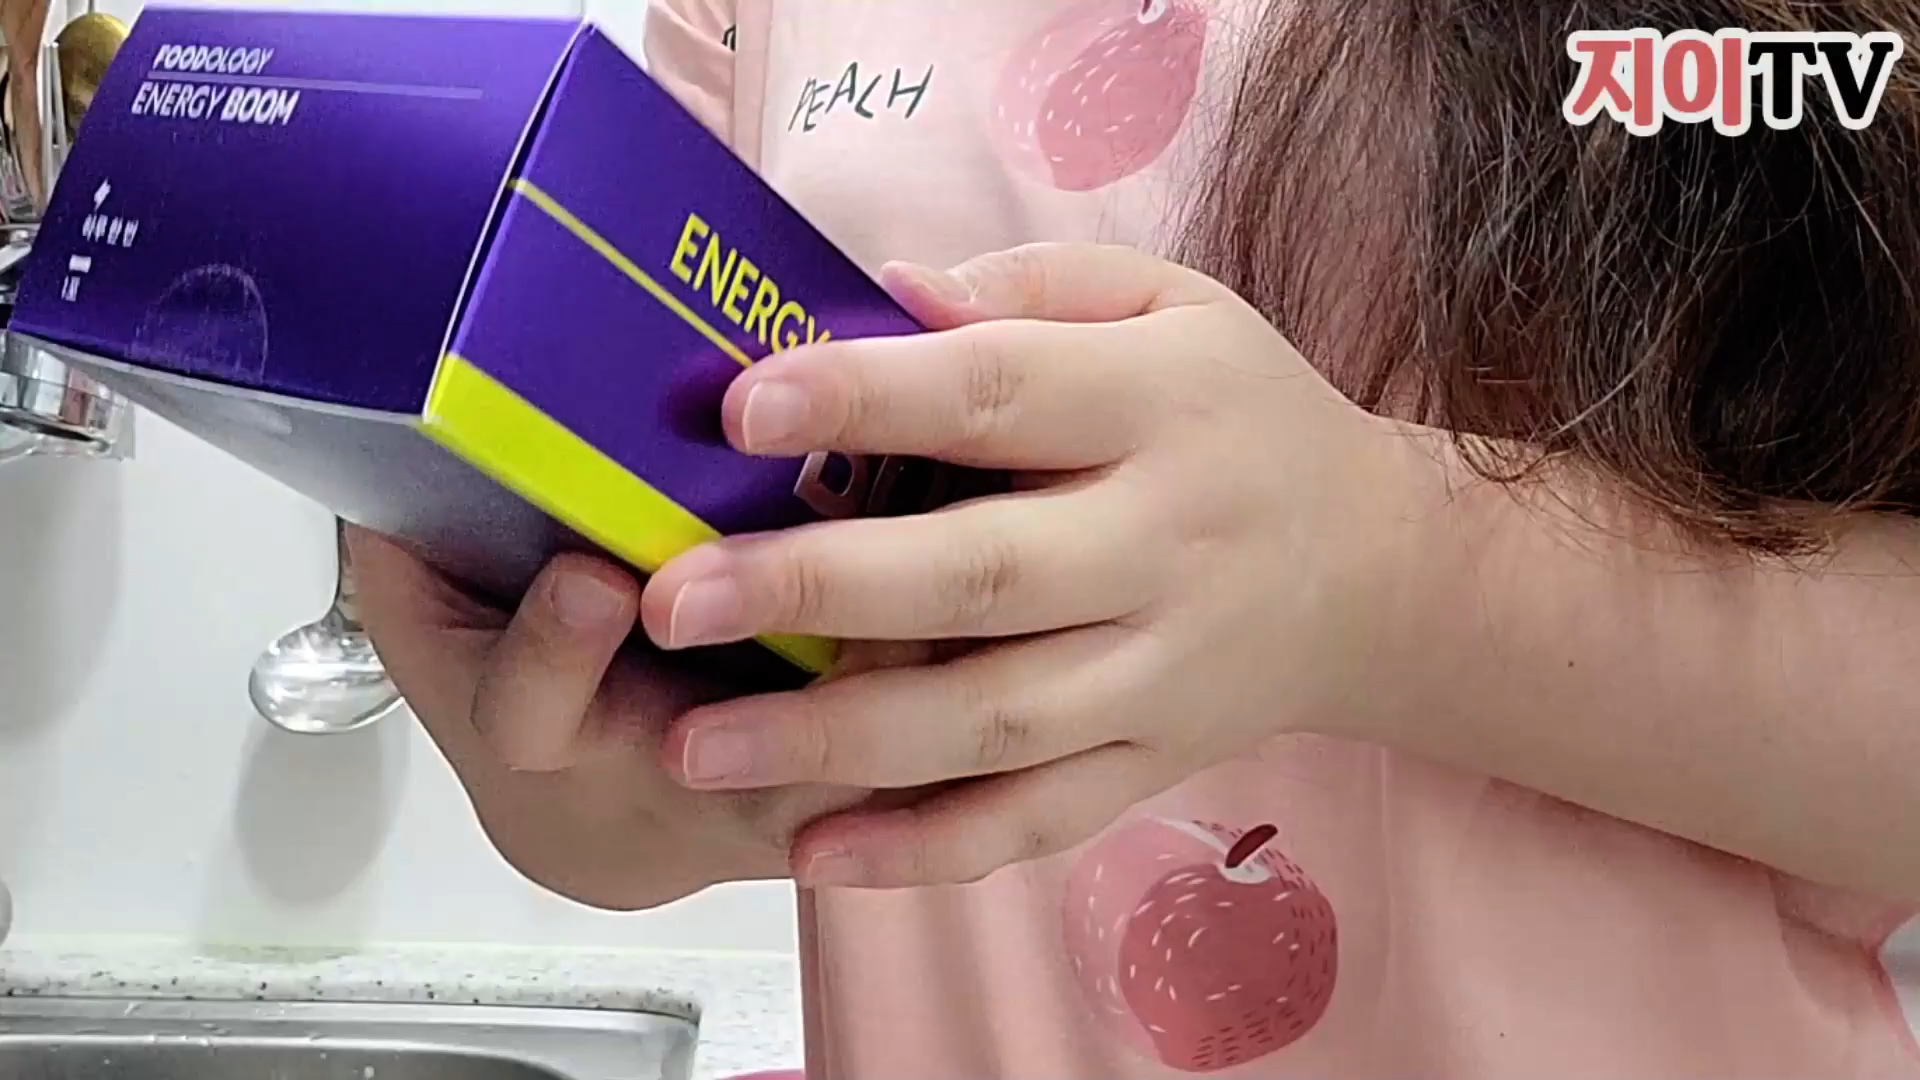 FOODOLOGY
ENERGY BOOM
하루 한 번
ENERGY
PEACH
지이TV